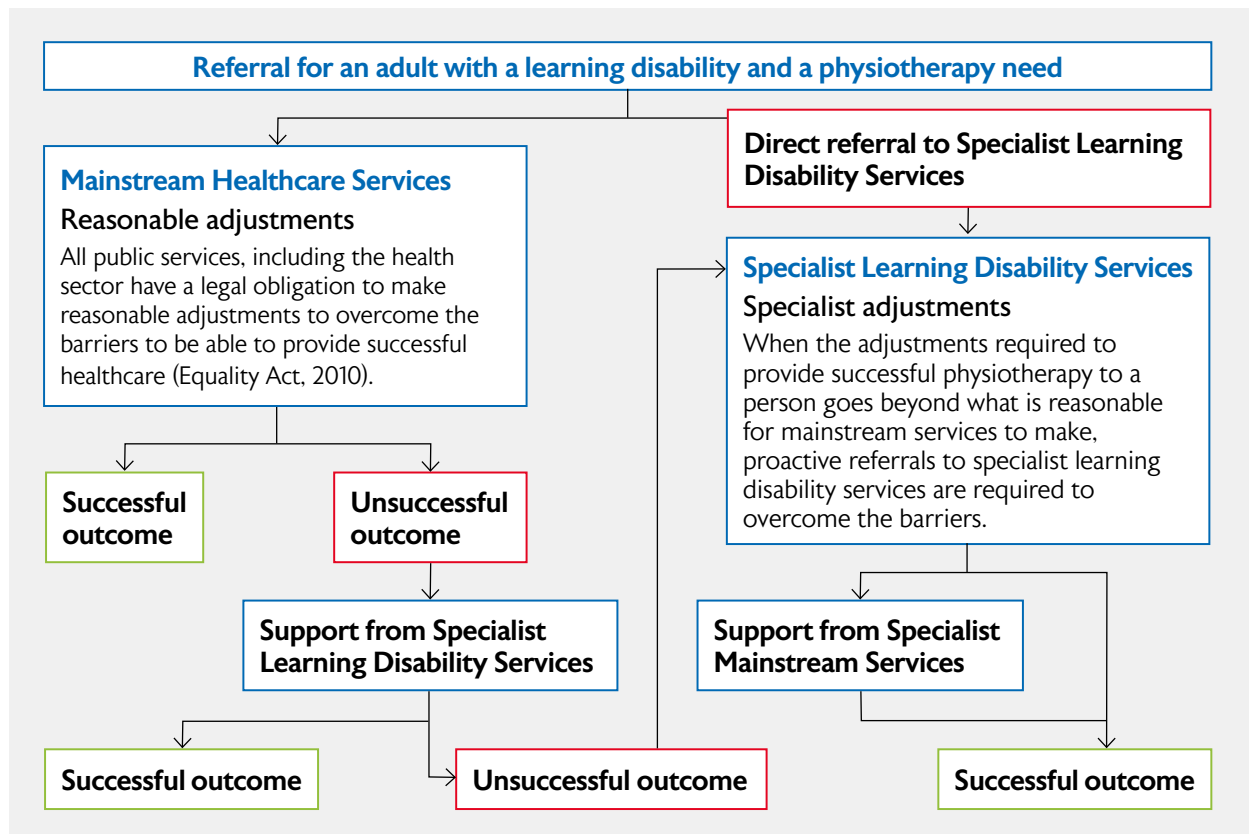 Referral for an adult with a learning disability and a physiotherapy need
Mainstream Healthcare Services
Reasonable adjustments
All public services, including the health
sector have a legal obligation to make
reasonable adjustments to overcome the
barriers to be able to provide successful
healthcare (Equality Act, 2010).
Direct referral to Specialist Learning
Disability Services
Specialist Learning Disability Services
Specialist adjustments
When the adjustments required to
provide successful physiotherapy to a
person goes beyond what is reasonable
for mainstream services to make,
proactive referrals to specialist learning
disability services are required to
overcome the barriers.
Successful
outcome
Unsuccessful
outcome
Support from Specialist
Learning Disability Services
Support from Specialist
Mainstream Services
Successful outcome
Unsuccessful outcome
Successful outcome